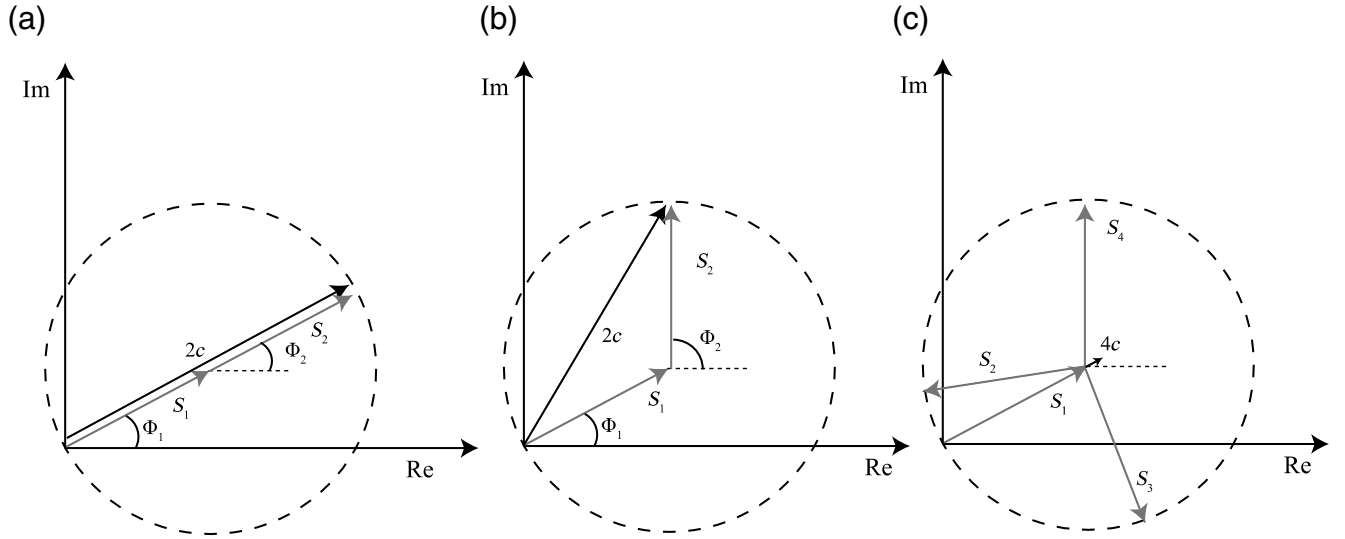 (a)
Im
2c
S₁
Φ₁
S₂
Φ₂
Re
(b)
Im
2c
S₁
Φ₁
S₂
Φ₂
Re
(c)
Im
S₄
4c
S₂
S₁
S₃
Re